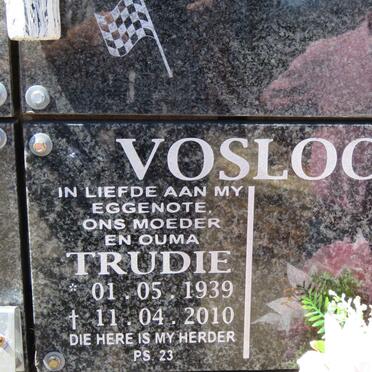 VOSLOO
IN LIEFDE AAN MY
EGGENOTE,
ONS MOEDER
EN OUMA
TRUDIE
* 01.05.1939
† 11.04.2010
DIE HERE IS MY HERDER
PS. 23